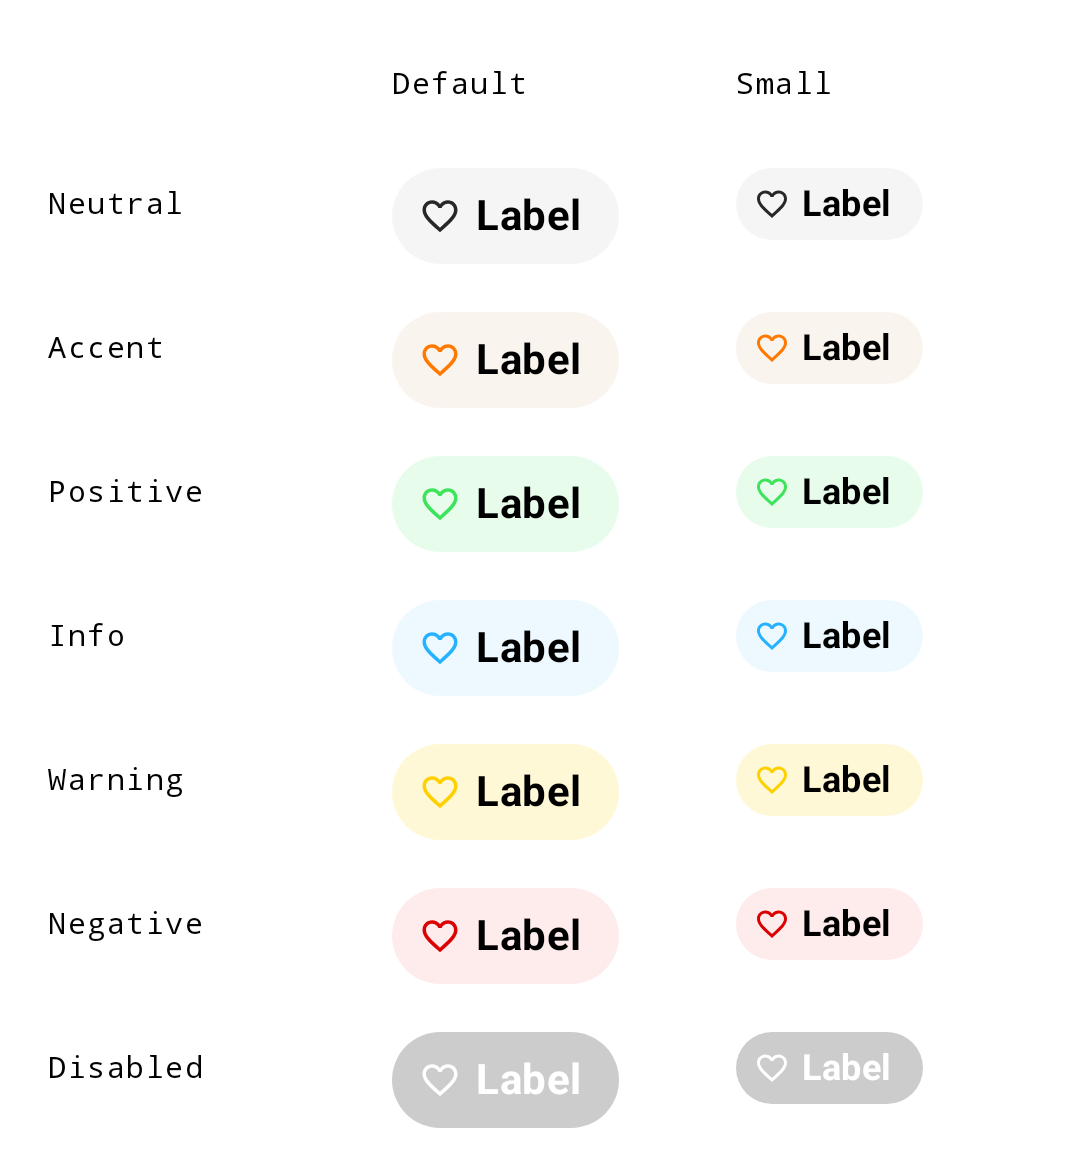 Default Small
Neutral Label Label
Accent Label Label
Positive Label Label
Info Label Label
Warning Label Label
Negative Label Label
Disabled Label Label